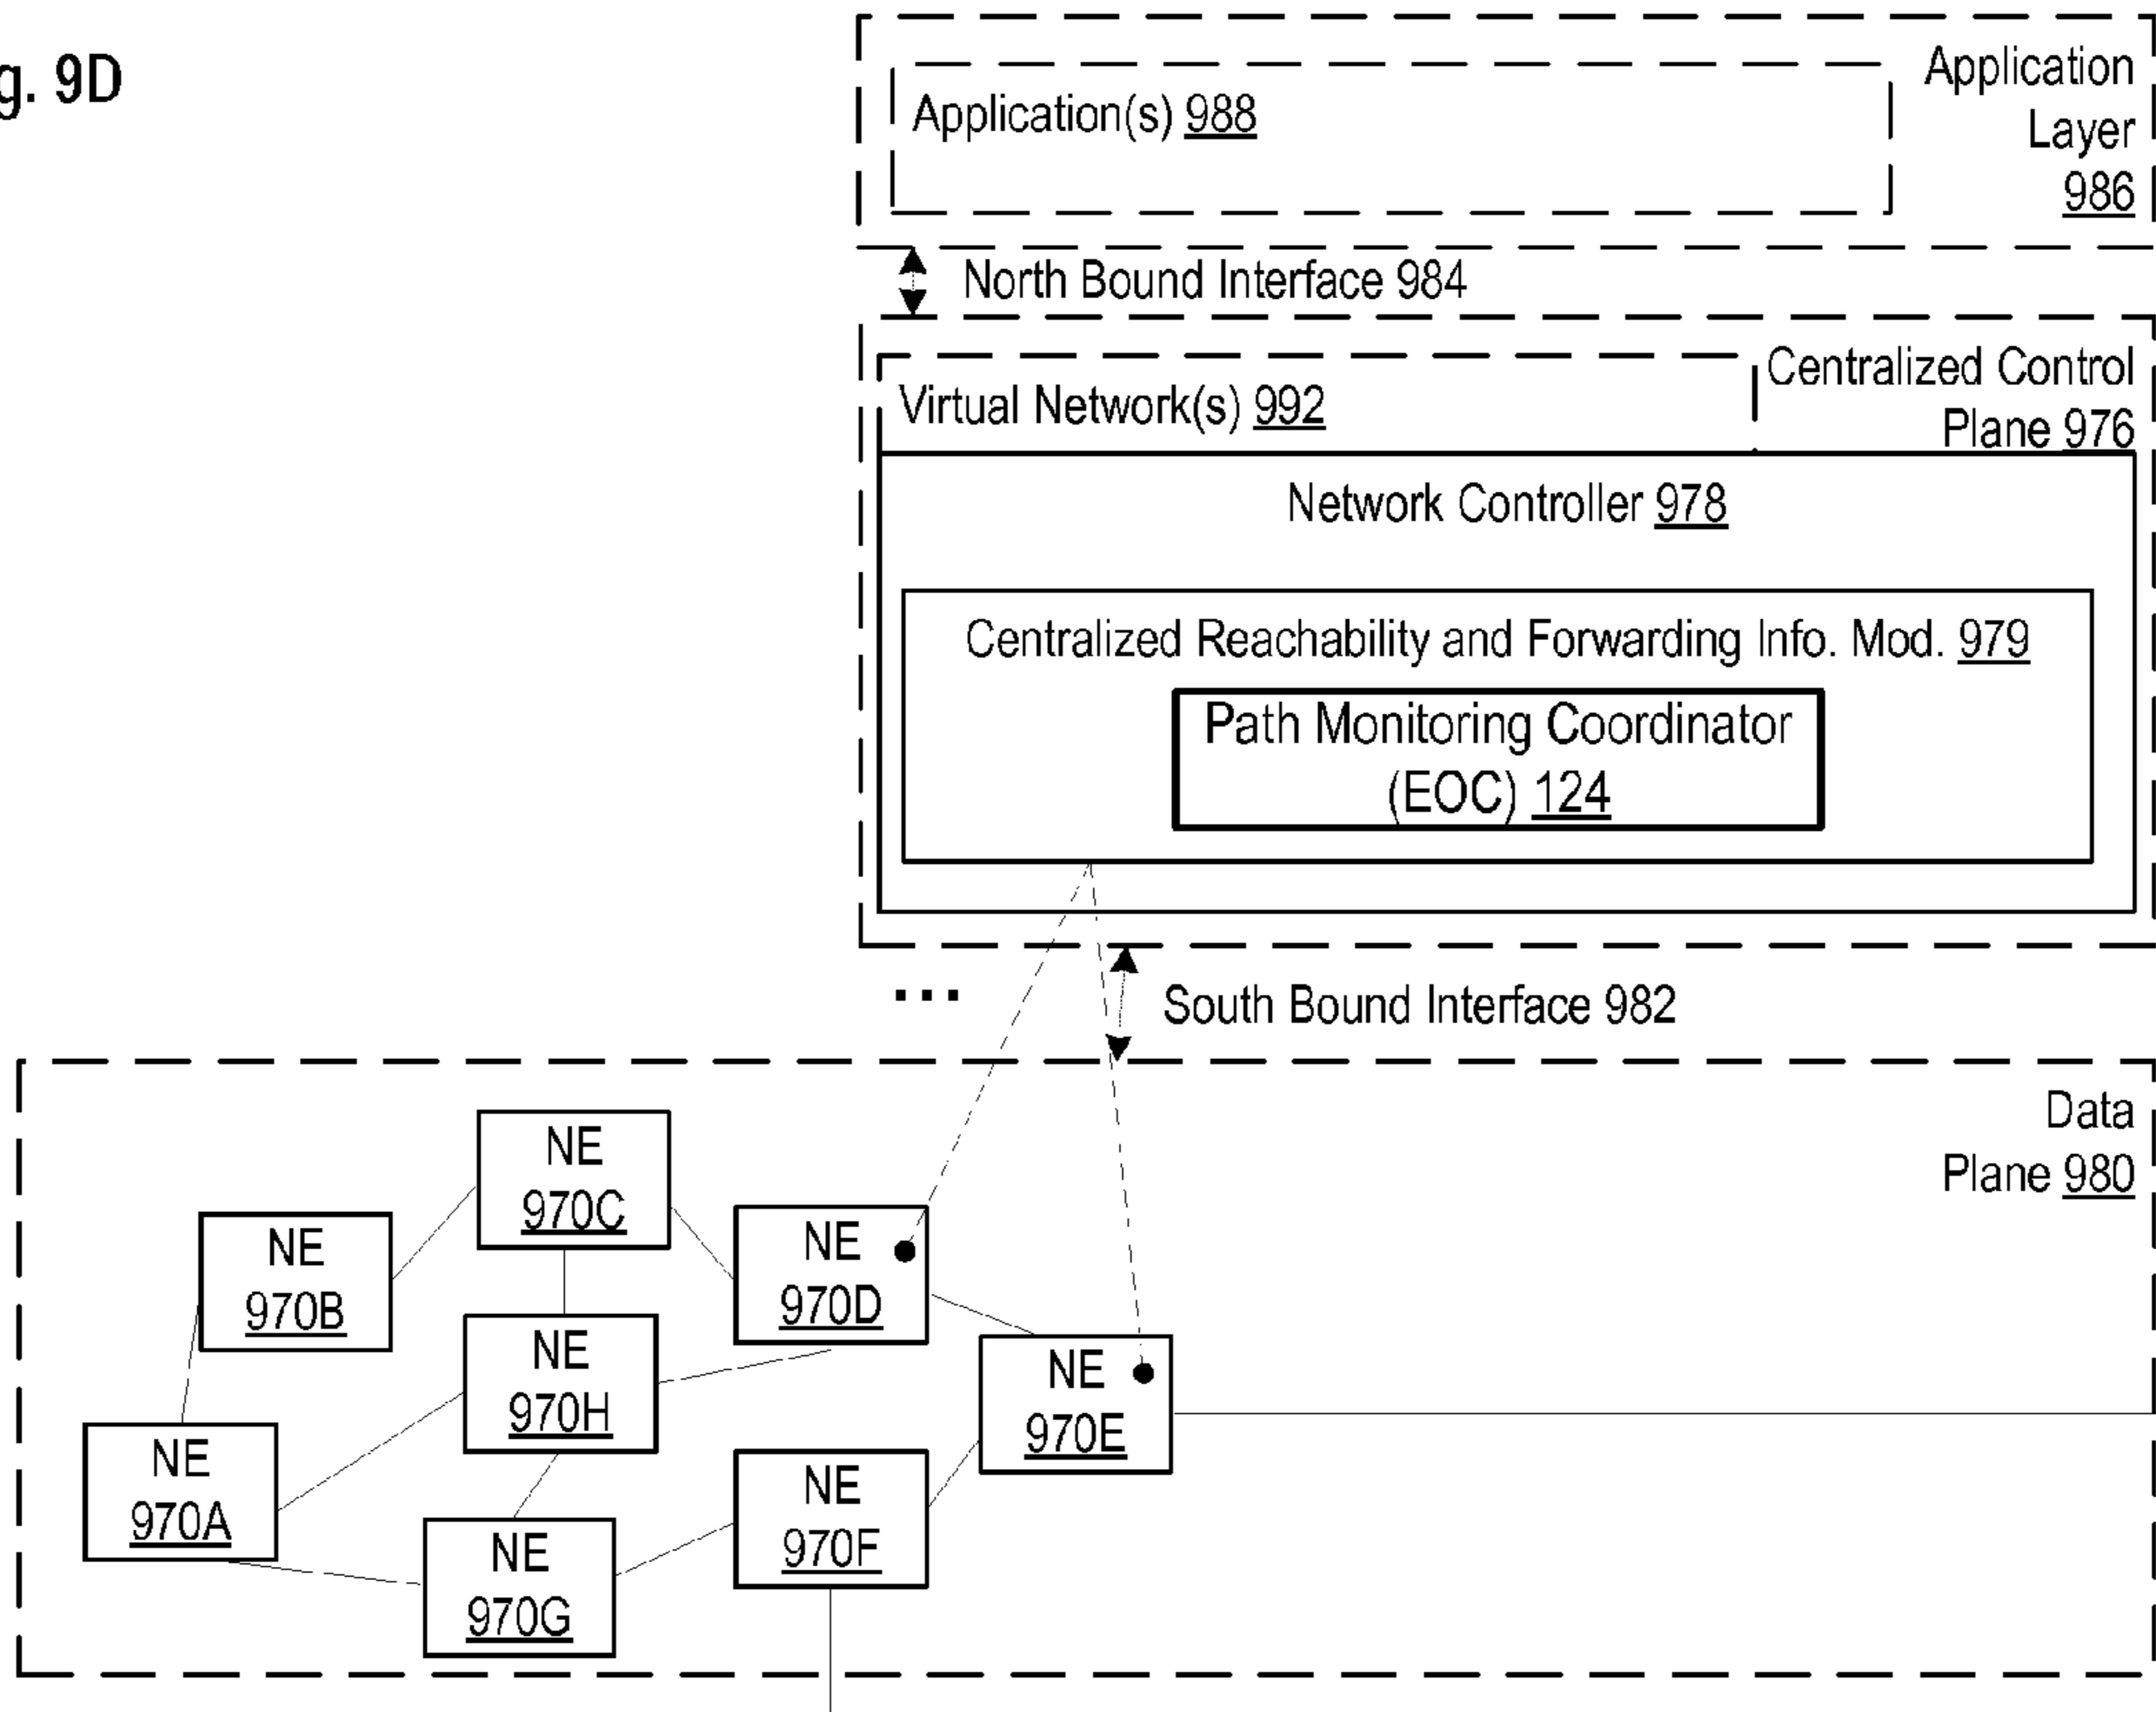 g. 9D
Application(s) 988
Application
Layer
986
North Bound Interface 984
Virtual Network(s) 992
Centralized Control
Plane 976
Network Controller 978
Centralized Reachability and Forwarding Info. Mod. 979
Path Monitoring Coordinator
(EOC) 124
...
South Bound Interface 982
Data
Plane 980
NE
970C
NE
970B
NE
970D
NE
970H
NE
970E
NE
970A
NE
970F
NE
970G